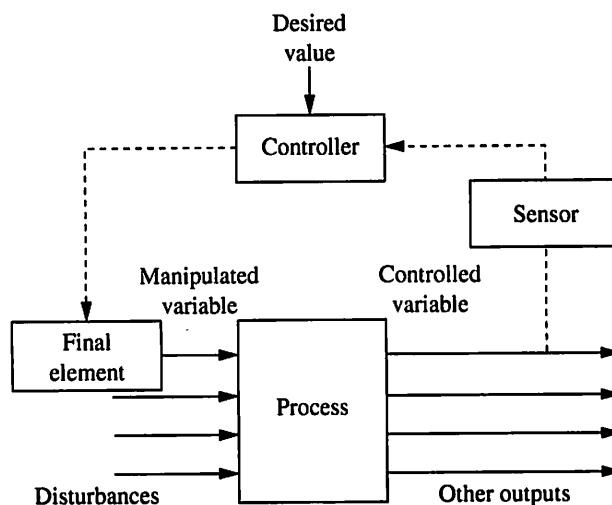 Desired
value
Controller
Sensor
Manipulated
variable
Controlled
variable
Final
element
Process
Disturbances
Other outputs